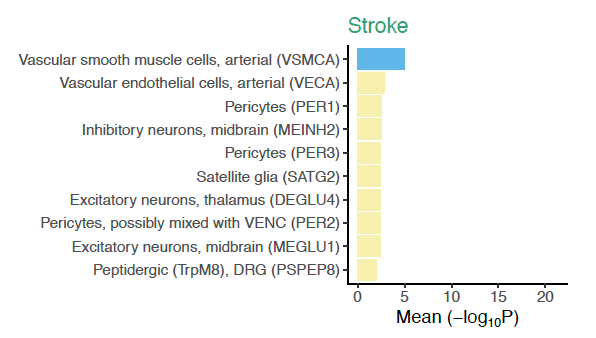 Stroke
Vascular smooth muscle cells, arterial (VSMCA)
Vascular endothelial cells, arterial (VECA)
Pericytes (PER1)
Inhibitory neurons, midbrain (MEINH2)
Pericytes (PER3)
Satellite glia (SATG2)
Excitatory neurons, thalamus (DEGLU4)
Pericytes, possibly mixed with VENC (PER2)
Excitatory neurons, midbrain (MEGLU1)
Peptidergic (TrpM8), DRG (PSPEP8)
0 5 10 15 20
Mean (−log₁₀P)